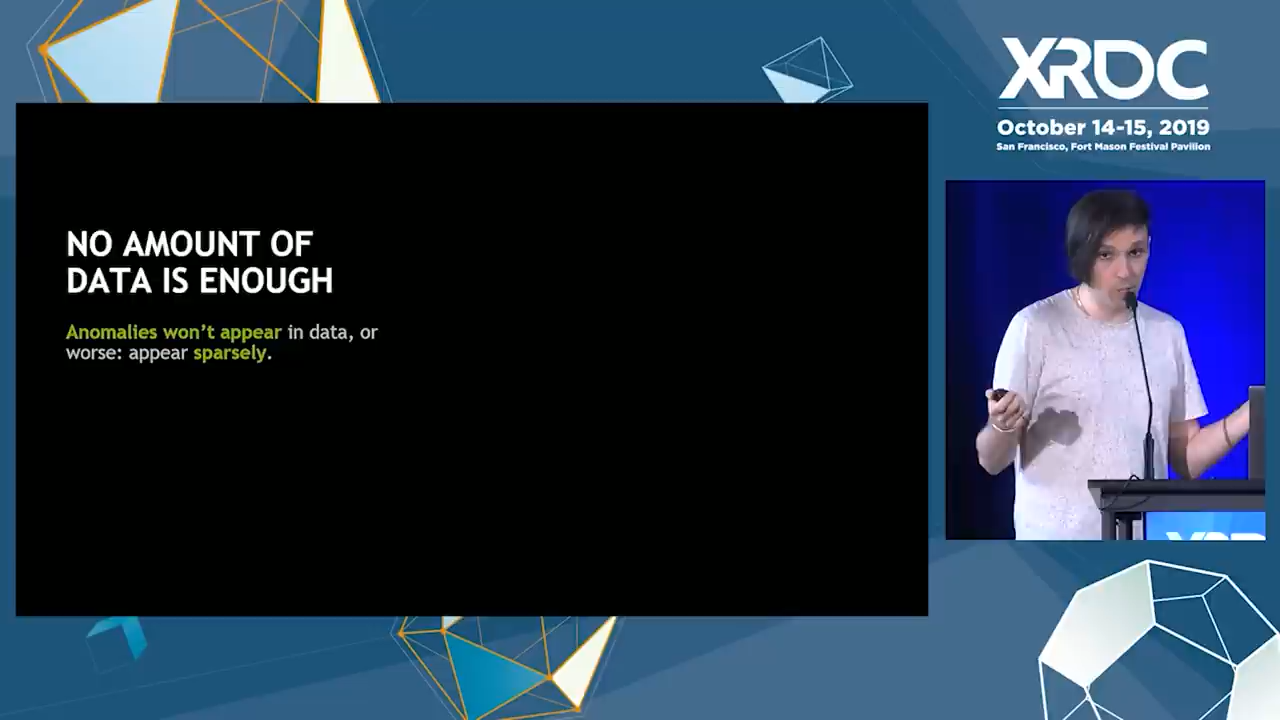 XRDC
October 14-15, 2019
San Francisco, Fort Mason Festival Pavilion
NO AMOUNT OF
DATA IS ENOUGH
Anomalies won't appear in data, or
worse: appear sparsely.